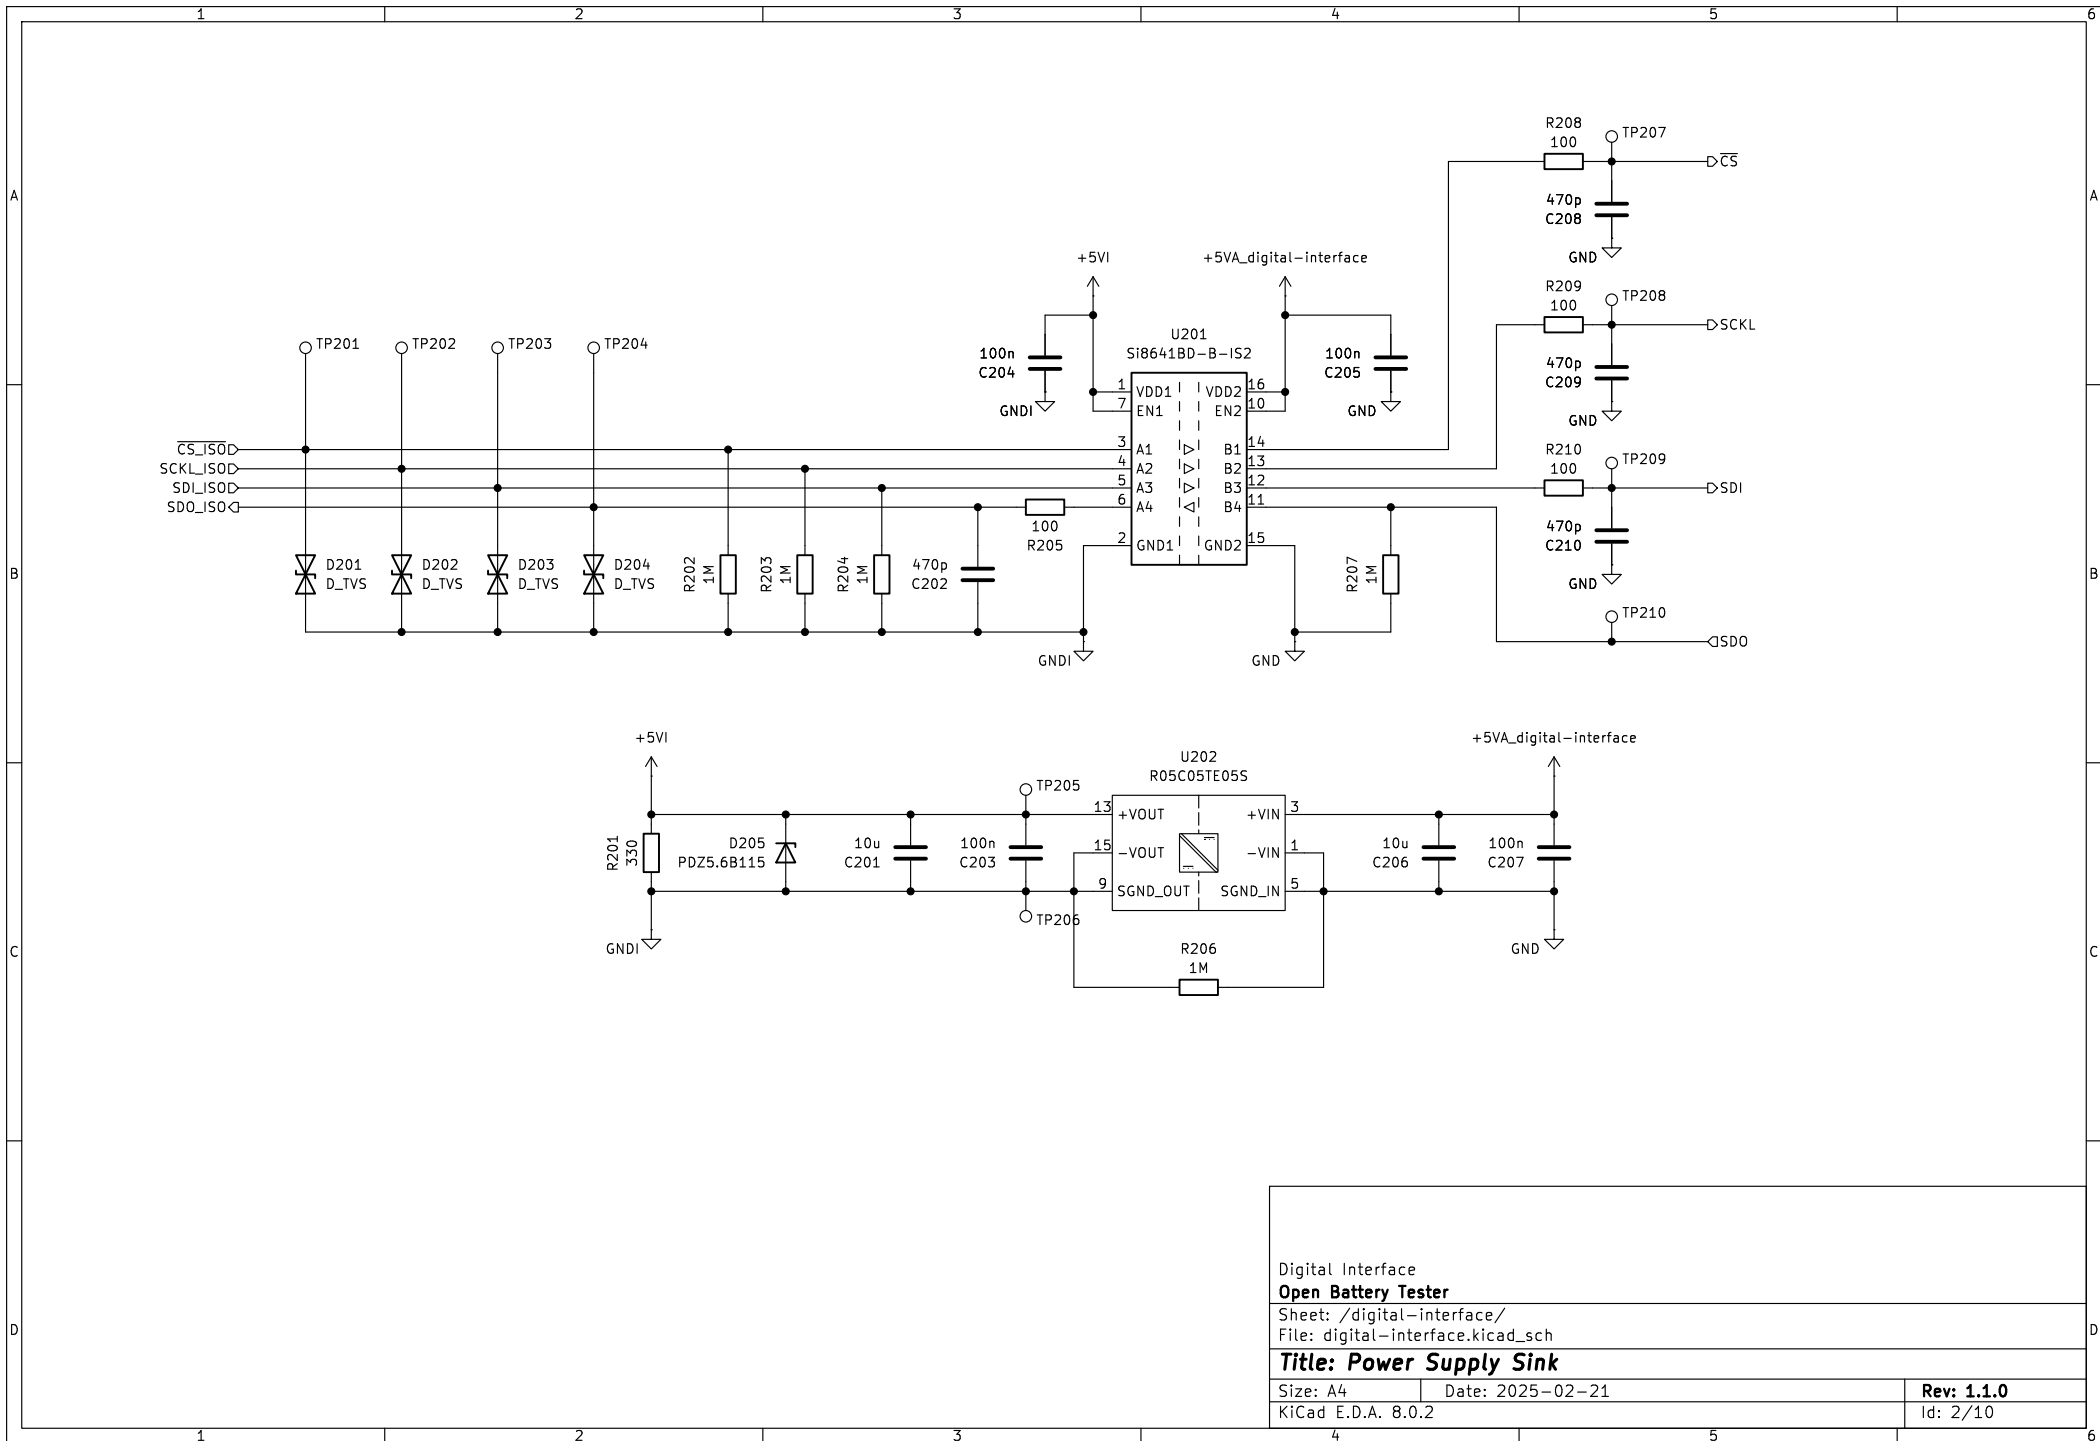 1 2 3 4 5 6
R208
100
TP207
CS
470p
C208
GND
A A
+5VI
+5VA_digital-interface
R209
100
TP208
SCKL
470p
C209
GND
TP201 TP202 TP203 TP204
U201
Si8641BD-B-IS2
100n
C204
GNDI
100n
C205
GND
1 VDD1 VDD2 16
7 EN1 EN2 10
CS_ISO 3 A1 B1 14
SCKL_ISO 4 A2 B2 13
SDI_ISO 5 A3 B3 12
SDO_ISO 6 A4 B4 11
2 GND1 GND2 15
100
R205
R210
100
TP209
SDI
470p
C210
GND
B B
D201
D_TVS
D202
D_TVS
D203
D_TVS
D204
D_TVS
R202
1M
R203
1M
R204
1M
470p
C202
R207
1M
TP210
SDO
GNDI
GND
+5VI
+5VA_digital-interface
U202
R05C05TE05S
TP205
13 +VOUT +VIN 3
15 -VOUT -VIN 1
9 SGND_OUT SGND_IN 5
R201
330
D205
PDZ5.6B115
10u
C201
100n
C203
10u
C206
100n
C207
TP206
GNDI
GND
R206
1M
C C
Digital Interface
Open Battery Tester
Sheet: /digital-interface/
File: digital-interface.kicad_sch
D D
Title: Power Supply Sink
Size: A4 Date: 2025-02-21 Rev: 1.1.0
KiCad E.D.A. 8.0.2 Id: 2/10
1 2 3 4 5 6